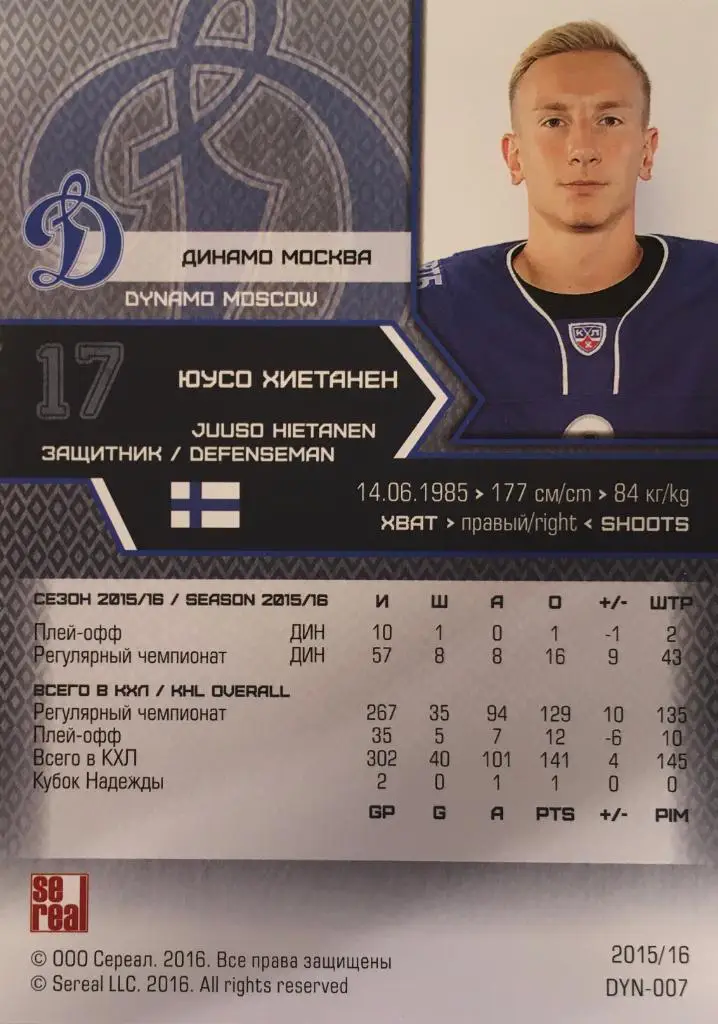 ДИНАМО МОСКВА
DYNAMO MOSCOW
17
ЮУСО ХИЕТАНЕН
JUUSO HIETANEN
ЗАЩИТНИК / DEFENSEMAN
14.06.1985 > 177 см/cm > 84 кг/kg
ХВАТ > правый/right < SHOOTS
СЕЗОН 2015/16 / SEASON 2015/16 И Ш А О +/- ШТР
Плей-офф ДИН 10 1 0 1 -1 2
Регулярный чемпионат ДИН 57 8 8 16 9 43
ВСЕГО В КХЛ / KHL OVERALL
Регулярный чемпионат 267 35 94 129 10 135
Плей-офф 35 5 7 12 -6 10
Всего в КХЛ 302 40 101 141 4 145
Кубок Надежды 2 0 1 1 0 0
GP G A PTS +/- PIM
se
real
© ООО Сереал. 2016. Все права защищены
© Sereal LLC. 2016. All rights reserved
2015/16
DYN-007